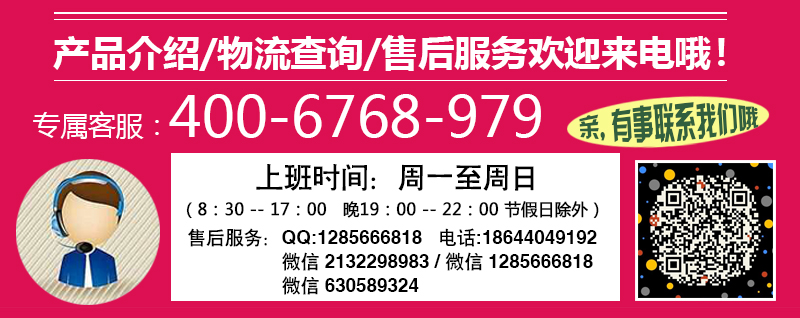 产品介绍/物流查询/售后服务欢迎来电哦!
专属客服：400-6768-979
亲,有事联系我们哦
上班时间：周一至周日
（8：30 -- 17：00 晚19：00 -- 22：00 节假日除外）
售后服务：QQ:1285666818 电话:18644049192
微信 2132298983 / 微信 1285666818
微信 630589324